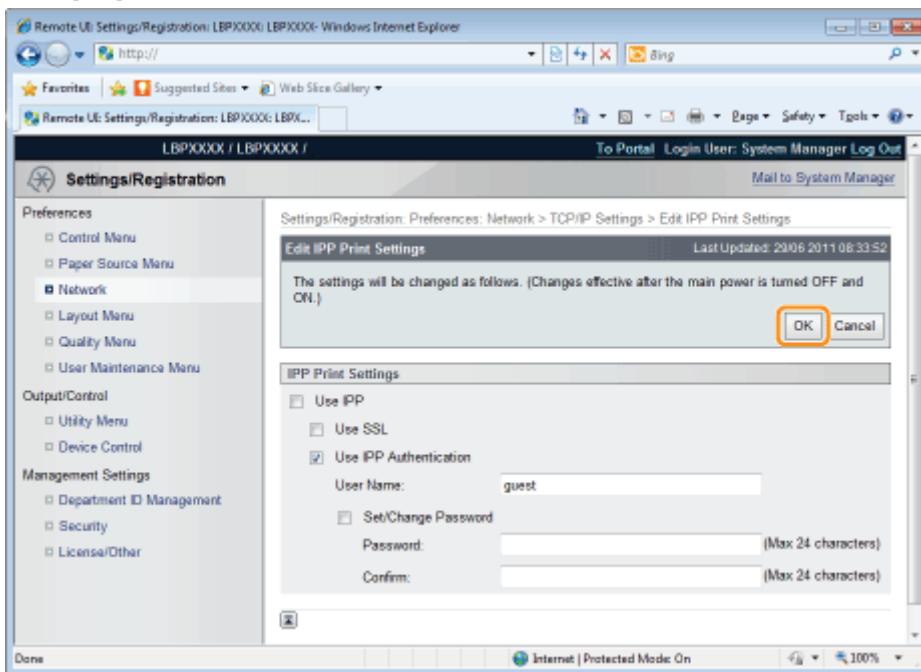 Remote UI: Settings/Registration: LBPXXXX: LBPXXXX- Windows Internet Explorer
http://
Bing
Favorites Suggested Sites Web Slice Gallery
Remote UI: Settings/Registration: LBPXXXX: LBPX...
Page Safety Tools
LBPXXXX / LBPXXXX / To Portal Login User: System Manager Log Out
Settings/Registration Mail to System Manager
Preferences
Control Menu
Paper Source Menu
Network
Layout Menu
Quality Menu
User Maintenance Menu
Output/Control
Utility Menu
Device Control
Management Settings
Department ID Management
Security
License/Other
Settings/Registration: Preferences: Network > TCP/IP Settings > Edit IPP Print Settings
Edit IPP Print Settings Last Updated: 29/06 2011 08:33:52
The settings will be changed as follows. (Changes effective after the main power is turned OFF and
ON.)
OK Cancel
IPP Print Settings
Use IPP
Use SSL
Use IPP Authentication
User Name: guest
Set/Change Password
Password: (Max 24 characters)
Confirm: (Max 24 characters)
Done Internet | Protected Mode: On 100%